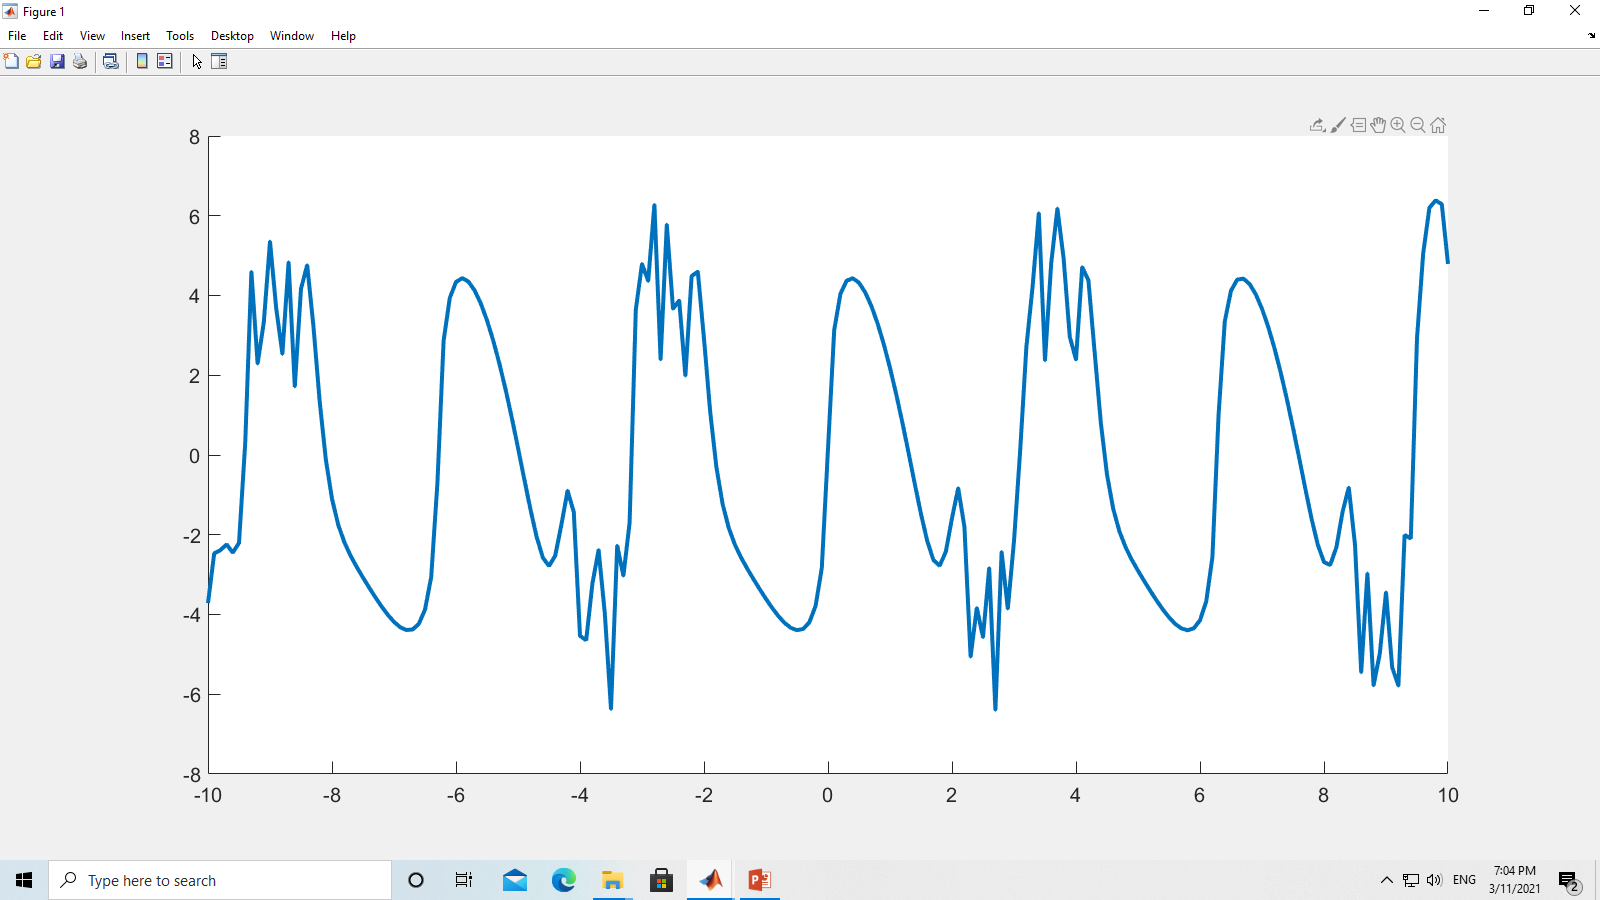 Figure 1
File Edit View Insert Tools Desktop Window Help
8
6
4
2
0
-2
-4
-6
-8
-10 -8 -6 -4 -2 0 2 4 6 8 10
Type here to search
ENG
7:04 PM
3/11/2021
2